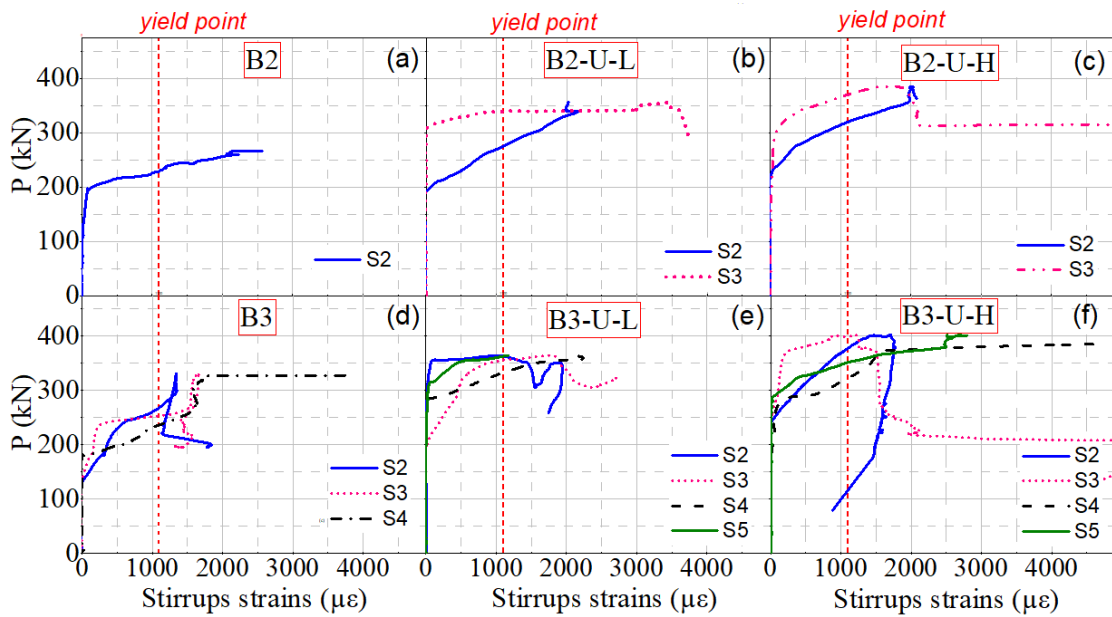 yield point yield point yield point
B2 (a) B2-U-L (b) B2-U-H (c)
400
300
200
100
0
P (kN)
S2
S2
S3
S2
S3
B3 (d) B3-U-L (e) B3-U-H (f)
400
300
200
100
0
P (kN)
S2
S3
S4
S2
S3
S4
S5
S2
S3
S4
S5
0 1000 2000 3000 4000 0 1000 2000 3000 4000 0 1000 2000 3000 4000
Stirrups strains (με) Stirrups strains (με) Stirrups strains (με)